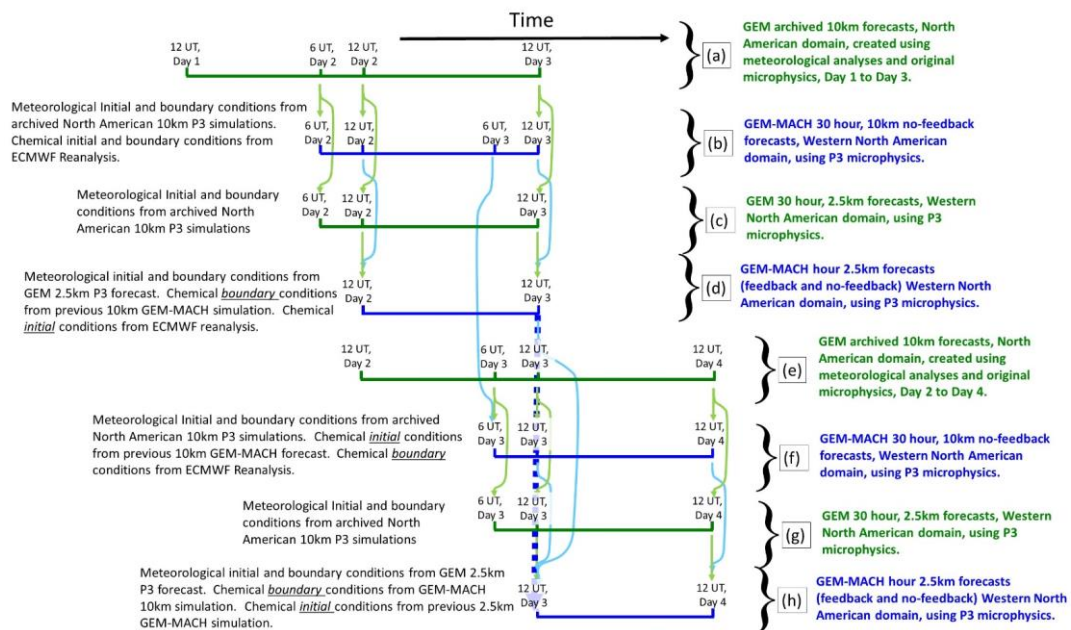 Time
12 UT,
Day 1
6 UT,
Day 2
12 UT,
Day 2
12 UT,
Day 3
(a)
GEM archived 10km forecasts, North
American domain, created using
meteorological analyses and original
microphysics, Day 1 to Day 3.
Meteorological Initial and boundary conditions from
archived North American 10km P3 simulations.
Chemical initial and boundary conditions from
ECMWF Reanalysis.
6 UT,
Day 2
12 UT,
Day 2
6 UT,
Day 3
12 UT,
Day 3
(b)
GEM-MACH 30 hour, 10km no-feedback
forecasts, Western North American
domain, using P3 microphysics.
Meteorological Initial and boundary
conditions from archived North
American 10km P3 simulations
6 UT,
Day 2
12 UT,
Day 2
12 UT,
Day 3
(c)
GEM 30 hour, 2.5km forecasts, Western
North American domain, using P3
microphysics.
Meteorological initial and boundary conditions from
GEM 2.5km P3 forecast. Chemical boundary conditions
from previous 10km GEM-MACH simulation. Chemical
initial conditions from ECMWF reanalysis.
12 UT,
Day 2
12 UT,
Day 3
(d)
GEM-MACH hour 2.5km forecasts
(feedback and no-feedback) Western North
American domain, using P3 microphysics.
12 UT,
Day 2
6 UT,
Day 3
12 UT,
Day 3
12 UT,
Day 4
(e)
GEM archived 10km forecasts, North
American domain, created using
meteorological analyses and original
microphysics, Day 2 to Day 4.
Meteorological Initial and boundary conditions from archived
North American 10km P3 simulations. Chemical initial conditions
from previous 10km GEM-MACH forecast. Chemical boundary
conditions from ECMWF Reanalysis.
6 UT,
Day 3
12 UT,
Day 3
12 UT,
Day 4
(f)
GEM-MACH 30 hour, 10km no-feedback
forecasts, Western North American
domain, using P3 microphysics.
Meteorological Initial and boundary
conditions from archived North
American 10km P3 simulations
6 UT,
Day 3
12 UT,
Day 3
12 UT,
Day 4
(g)
GEM 30 hour, 2.5km forecasts, Western
North American domain, using P3
microphysics.
Meteorological initial and boundary conditions from GEM 2.5km
P3 forecast. Chemical boundary conditions from GEM-MACH
10km simulation. Chemical initial conditions from previous 2.5km
GEM-MACH simulation.
12 UT,
Day 3
12 UT,
Day 4
(h)
GEM-MACH hour 2.5km forecasts
(feedback and no-feedback) Western North
American domain, using P3 microphysics.